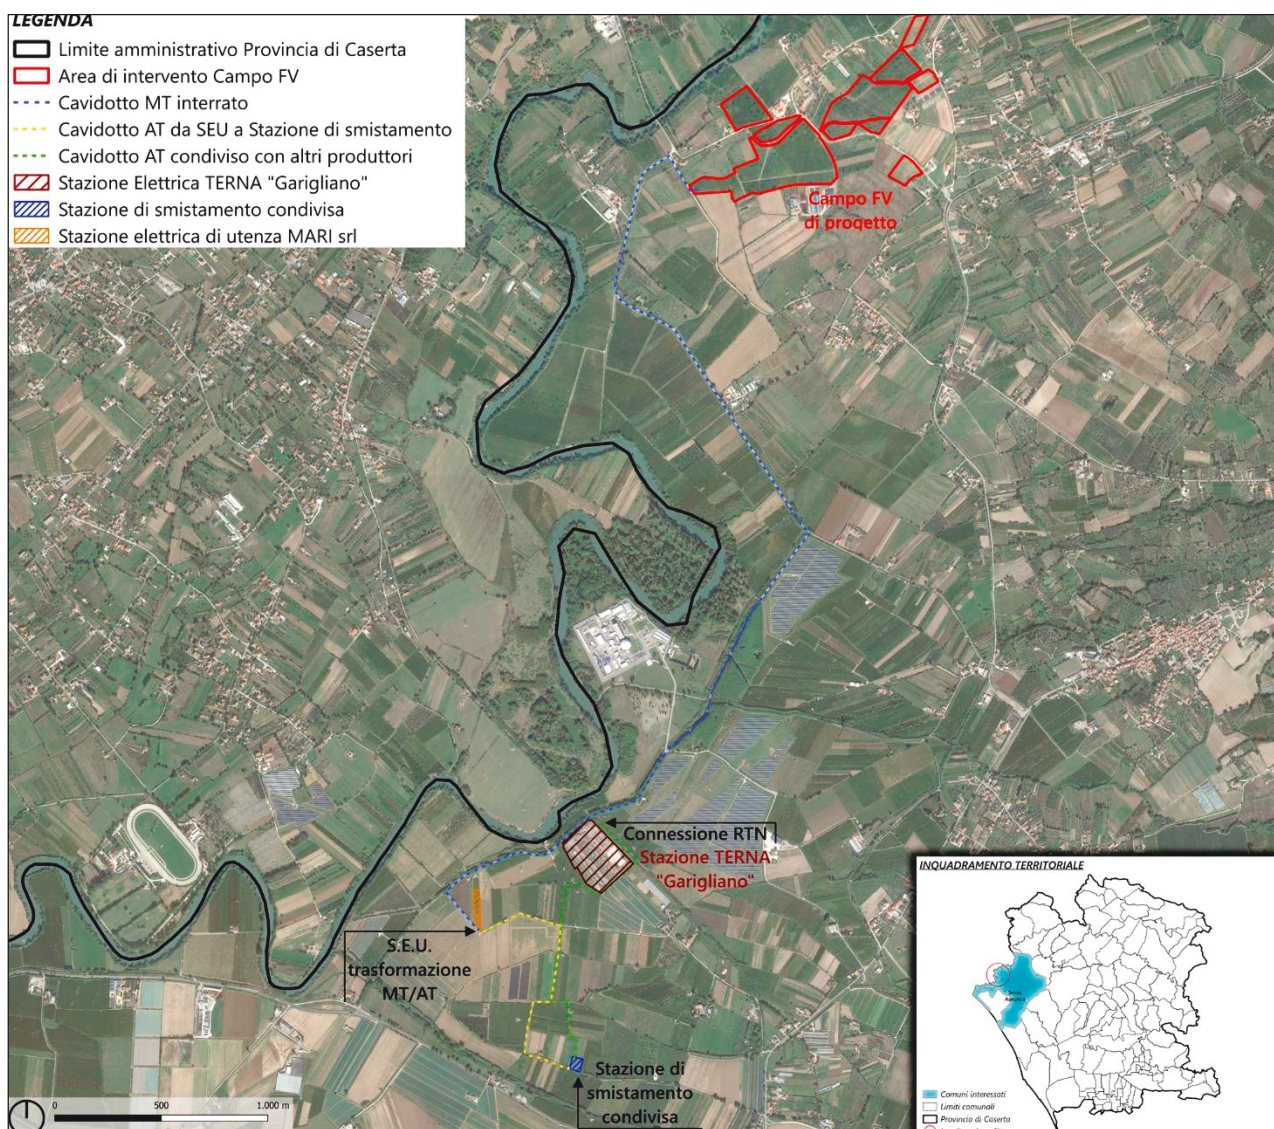 LEGENDA
Limite amministrativo Provincia di Caserta
Area di intervento Campo FV
Cavidotto MT interrato
Cavidotto AT da SEU a Stazione di smistamento
Cavidotto AT condiviso con altri produttori
Stazione Elettrica TERNA "Garigliano"
Stazione di smistamento condivisa
Stazione elettrica di utenza MARI srl
Campo FV
di progetto
Connessione RTN
Stazione TERNA
"Garigliano"
S.E.U.
trasformazione
MT/AT
Stazione di
smistamento
condivisa
0 500 1.000 m
INQUADRAMENTO TERRITORIALE
Sessa
Aurunca
Comuni interessati
Limiti comunali
Provincia di Caserta